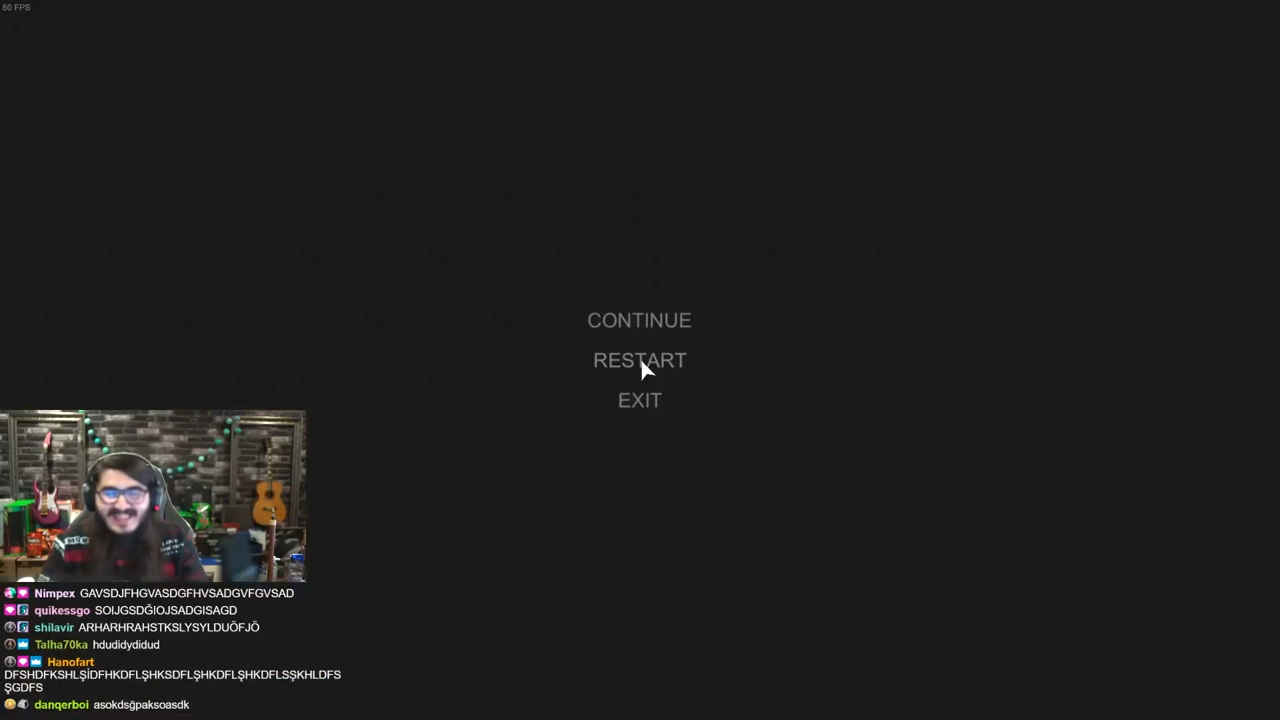 60 FPS
CONTINUE
RESTART
EXIT
Nimpex GAVSDJFHGVASDGFHVSADGVFGVSAD
quikessgo SOIJGSDĞIOJSADGISAGD
shilavir ARHARHRAHSTKSLYSYLDUÖFJÖ
Talha70ka hdudidydidud
Hanofart
DFSHDFKSHLŞİDFHKDFLŞHKSDFLŞHKDFLŞHKDFLSŞKHLDFS
ŞGDFS
danqerboi asokdsğpaksoasdk